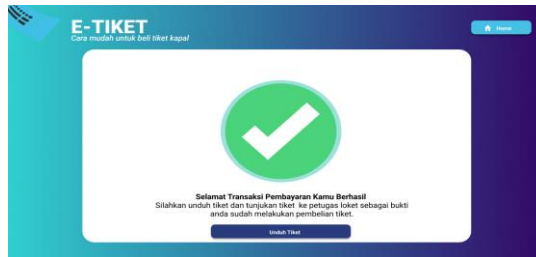 E-TIKET
Cara mudah untuk beli tiket kapal
Home
Selamat Transaksi Pembayaran Kamu Berhasil
Silahkan unduh tiket dan tunjukan tiket ke petugas loket sebagai bukti
anda sudah melakukan pembelian tiket.
Unduh Tiket